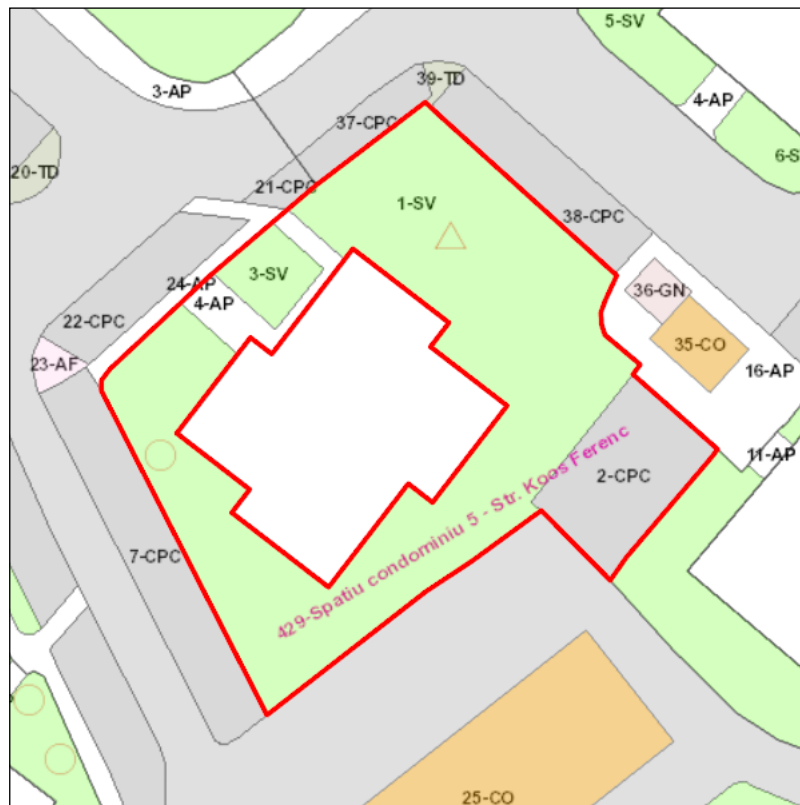 5-SV
39-TD
3-AP
4-AP
37-CPC
6-S
20-TD
21-CPC
1-SV
38-CPC
3-SV
24-AP
36-GN
4-AP
22-CPC
35-CO
23-AF
16-AP
11-AP
2-CPC
429-Spatiu condominiu 5 - Str. Koos Ferenc
7-CPC
25-CO